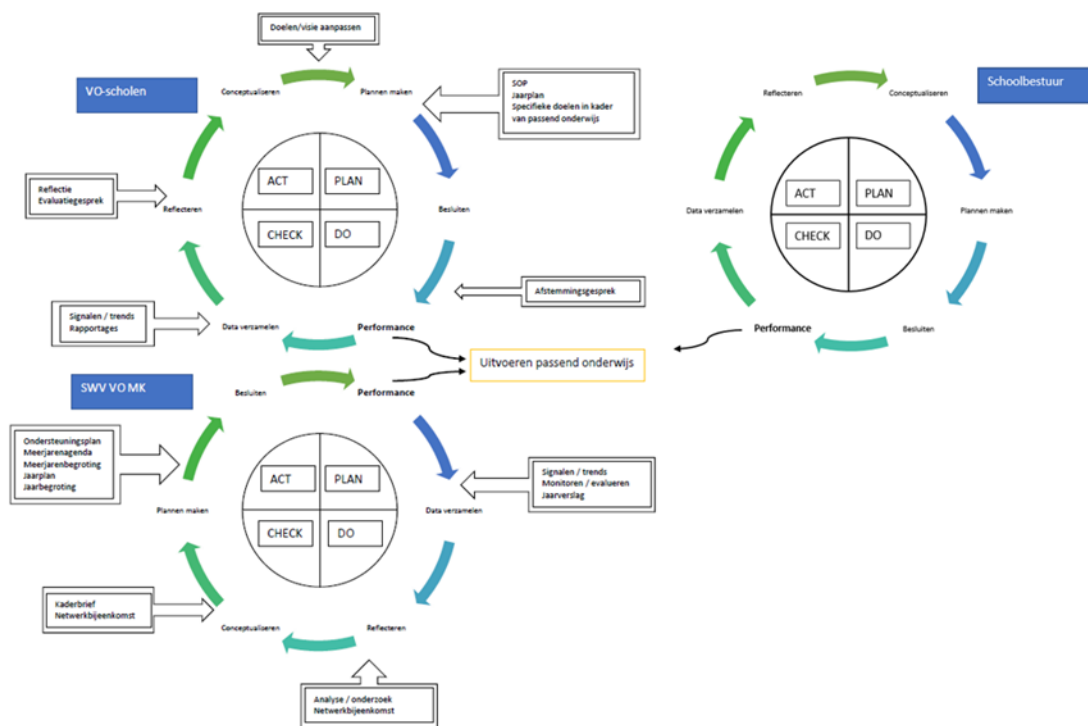 Doelen/visie aanpassen
VO-scholen
Conceptualiseren
Plannen maken
SOP
Jaarplan
Specifieke doelen in kader
van passend onderwijs
ACT
PLAN
CHECK
DO
Reflectie
Evaluatiegesprek
Reflecteren
Besluiten
Afstemmingsgesprek
Signalen / trends
Rapportages
Data verzamelen
Performance
Schoolbestuur
Reflecteren
Conceptualiseren
ACT
PLAN
CHECK
DO
Data verzamelen
Plannen maken
Performance
Besluiten
Uitvoeren passend onderwijs
SWV VO MK
Besluiten
Performance
Ondersteuningsplan
Meerjarenagenda
Meerjarenbegroting
Jaarplan
Jaarbegroting
ACT
PLAN
CHECK
DO
Signalen / trends
Monitoren / evalueren
Jaarverslag
Plannen maken
Data verzamelen
Kaderbrief
Netwerkbijeenkomst
Conceptualiseren
Reflecteren
Analyse / onderzoek
Netwerkbijeenkomst